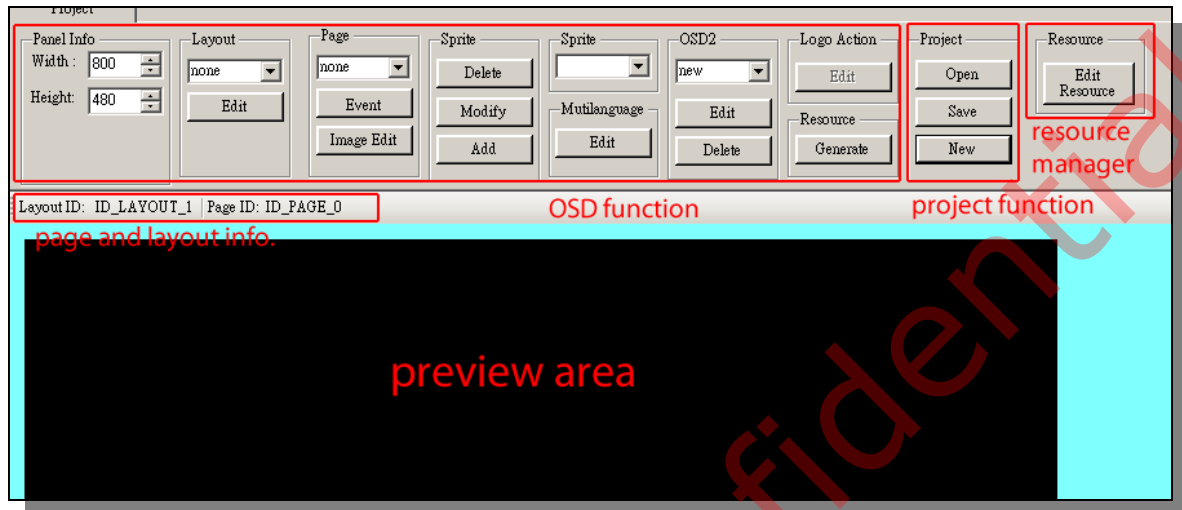 Project
Panel Info
Width :
800
Height:
480
Layout
none
Edit
Page
none
Event
Image Edit
Sprite
Delete
Modify
Add
Sprite
Mutilanguage
Edit
OSD2
new
Edit
Delete
Logo Action
Edit
Resource
Generate
Project
Open
Save
New
Resource
Edit
Resource
resource
manager
Layout ID: ID_LAYOUT_1 Page ID: ID_PAGE_0
OSD function
project function
page and layout info.
preview area
fidential